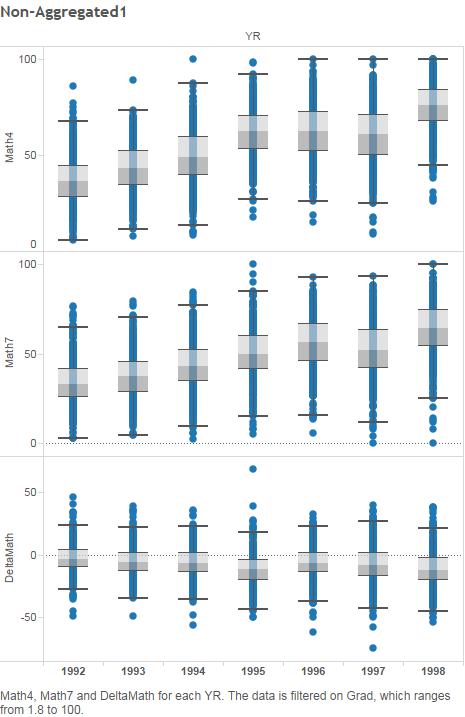 Non-Aggregated1
YR
100
Math4
50
0
100
Math7
50
0
50
DeltaMath
0
-50
1992 1993 1994 1995 1996 1997 1998
Math4, Math7 and DeltaMath for each YR. The data is filtered on Grad, which ranges
from 1.8 to 100.